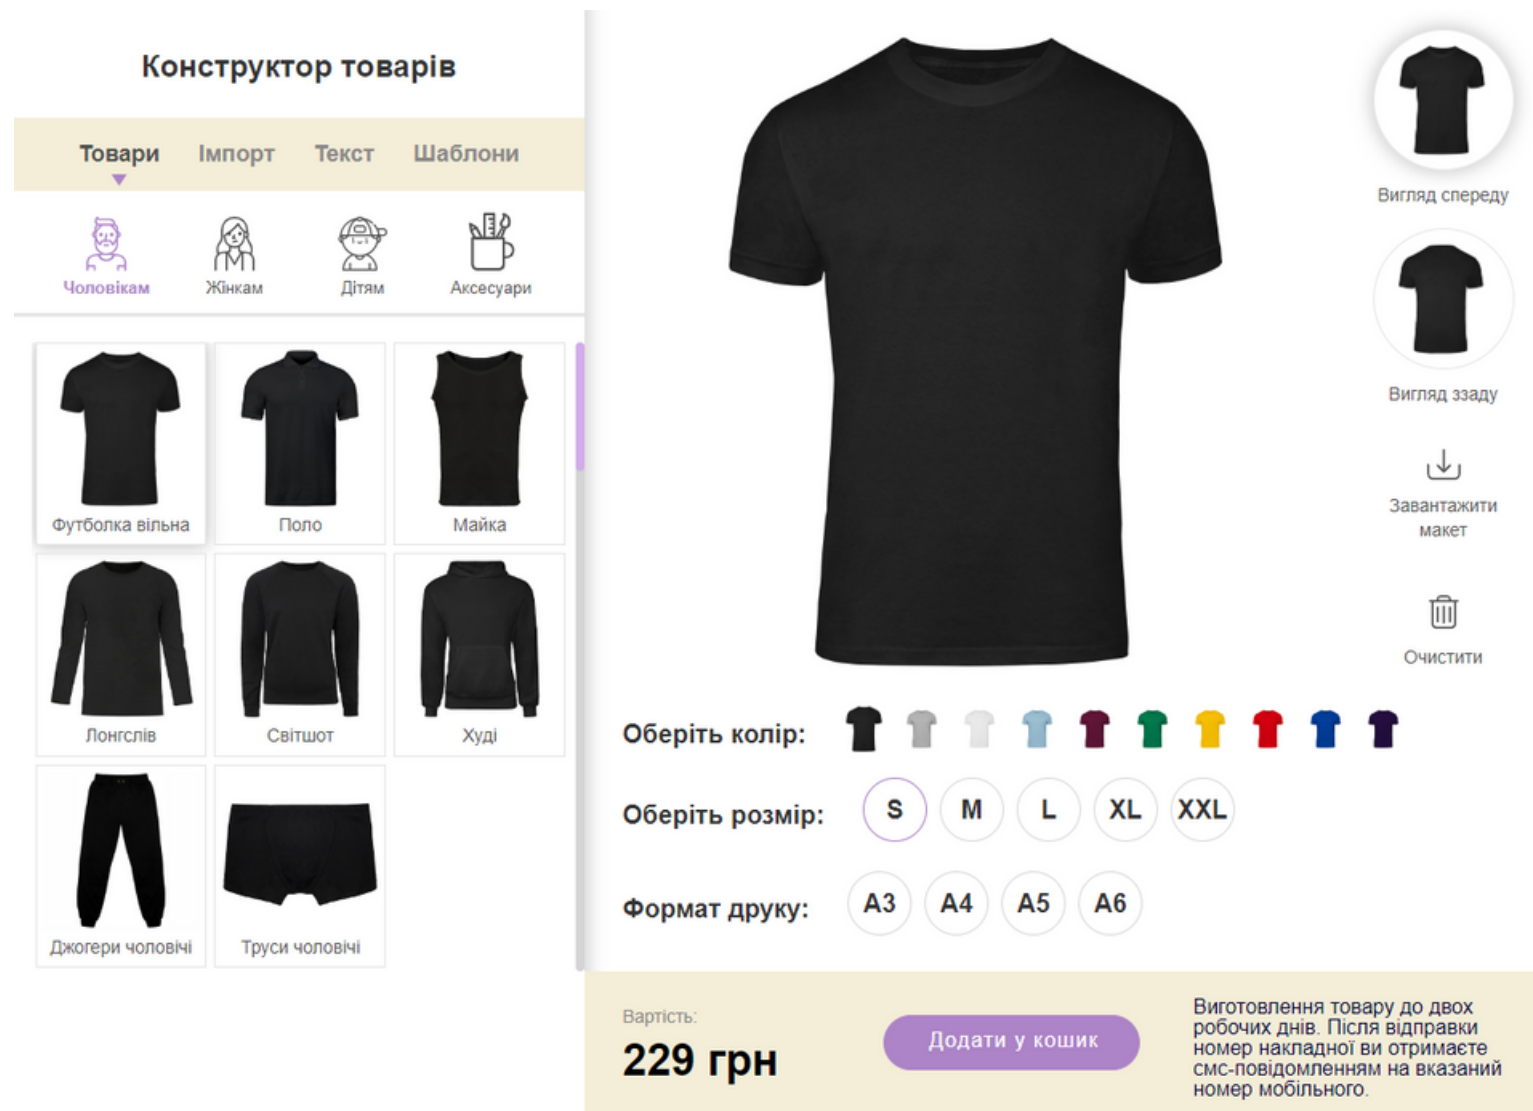 Конструктор товарів
Товари Імпорт Текст Шаблони
Чоловікам Жінкам Дітям Аксесуари
Футболка вільна Поло Майка
Лонгслів Світшот Худі
Джогери чоловічі Труси чоловічі
Вигляд спереду
Вигляд ззаду
Завантажити
макет
Очистити
Оберіть колір:
Оберіть розмір: S M L XL XXL
Формат друку: A3 A4 A5 A6
Вартість:
229 грн
Додати у кошик
Виготовлення товару до двох
робочих днів. Після відправки
номер накладної ви отримаєте
смс-повідомленням на вказаний
номер мобільного.